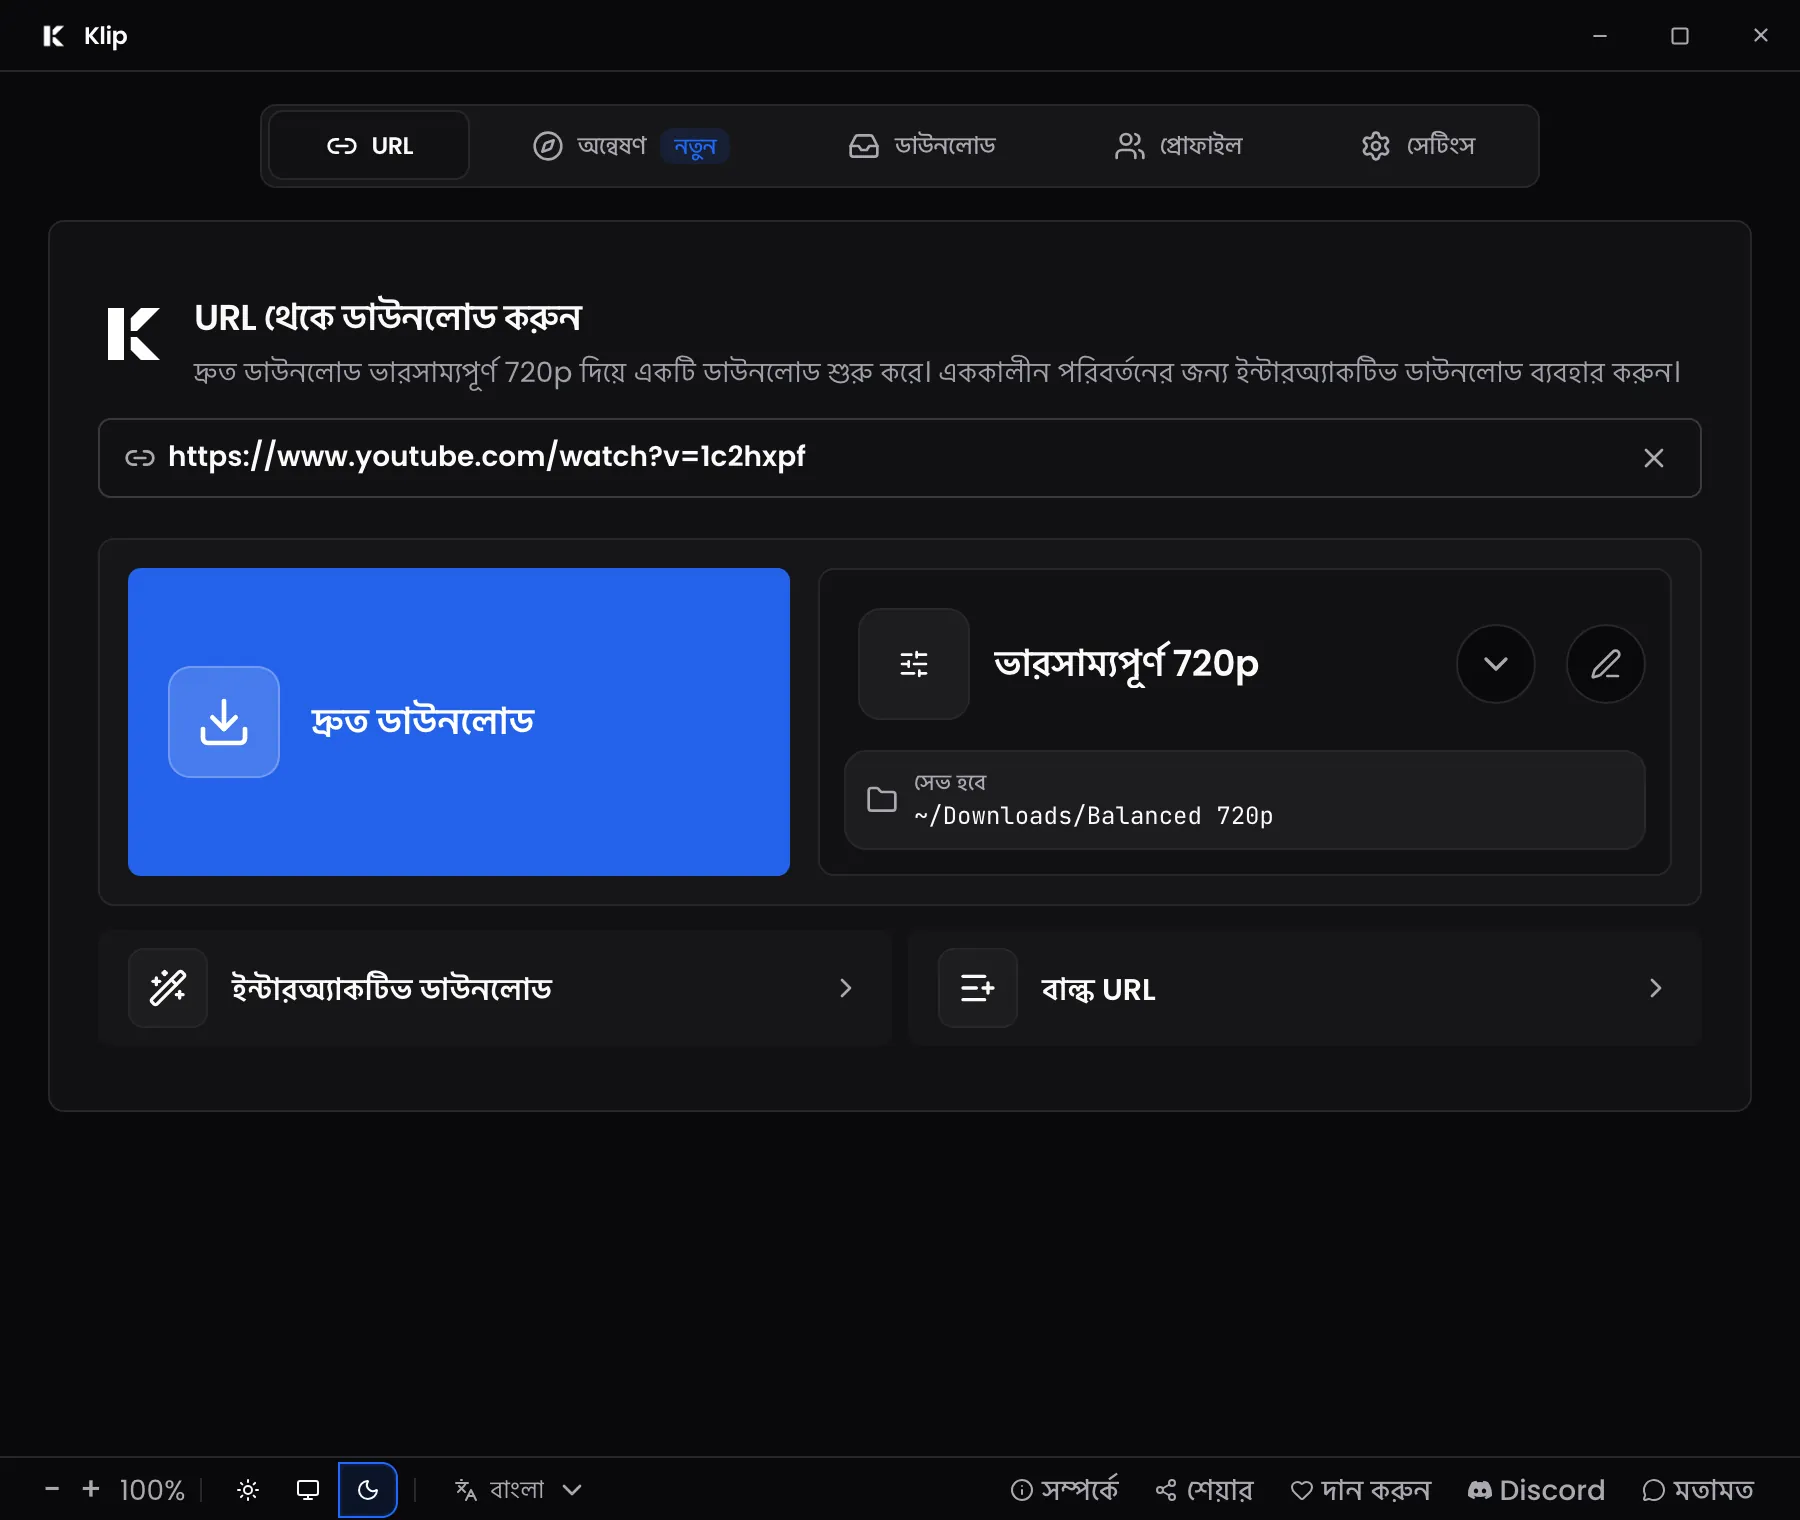 Klip
URL
অন্বেষণ নতুন
ডাউনলোড
প্রোফাইল
সেটিংস
URL থেকে ডাউনলোড করুন
দ্রুত ডাউনলোড ভারসাম্যপূর্ণ 720p দিয়ে একটি ডাউনলোড শুরু করে। এককালীন পরিবর্তনের জন্য ইন্টারঅ্যাকটিভ ডাউনলোড ব্যবহার করুন।
https://www.youtube.com/watch?v=1c2hxpf
দ্রুত ডাউনলোড
ভারসাম্যপূর্ণ 720p
সেভ হবে
~/Downloads/Balanced 720p
ইন্টারঅ্যাকটিভ ডাউনলোড
বাল্ক URL
100%
বাংলা
সম্পর্কে
শেয়ার
দান করুন
Discord
মতামত